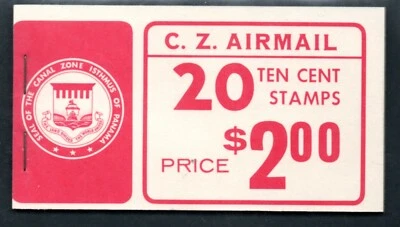 SEAL OF THE CANAL ZONE ISTHMUS OF PANAMA
C. Z. AIRMAIL
20 TEN CENT
STAMPS
PRICE $2.00